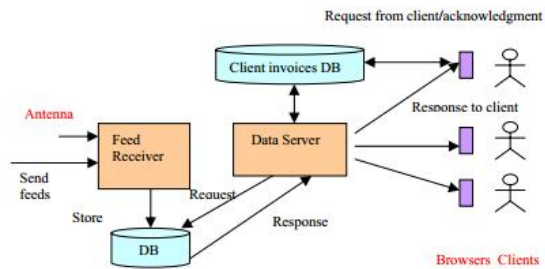 Request from client/acknowledgment
Client invoices DB
Antenna
Response to client
Feed
Receiver
Data Server
Send
feeds
Request
Store
Response
DB
Browsers Clients